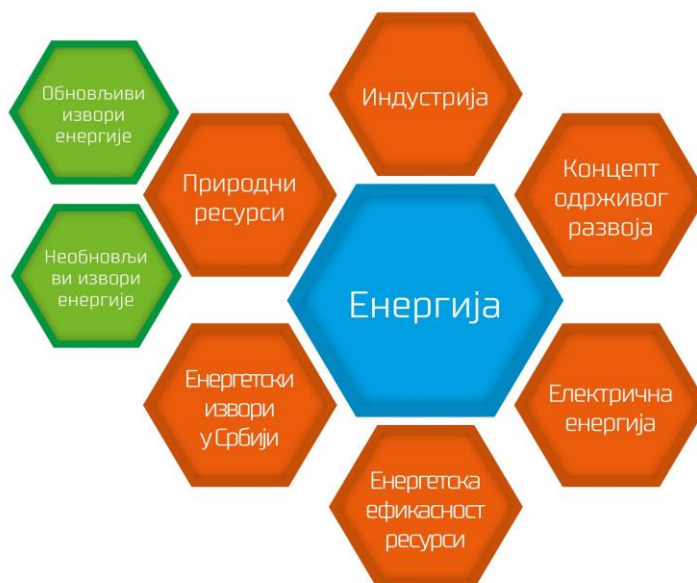 Обновљиви
извори
енергије
Индустрија
Природни
ресурси
Концепт
одрживог
развоја
Необновљи
ви извори
енергије
Енергија
Енергетски
извори
у Србији
Електрична
енергија
Енергетска
ефикасност
ресурси